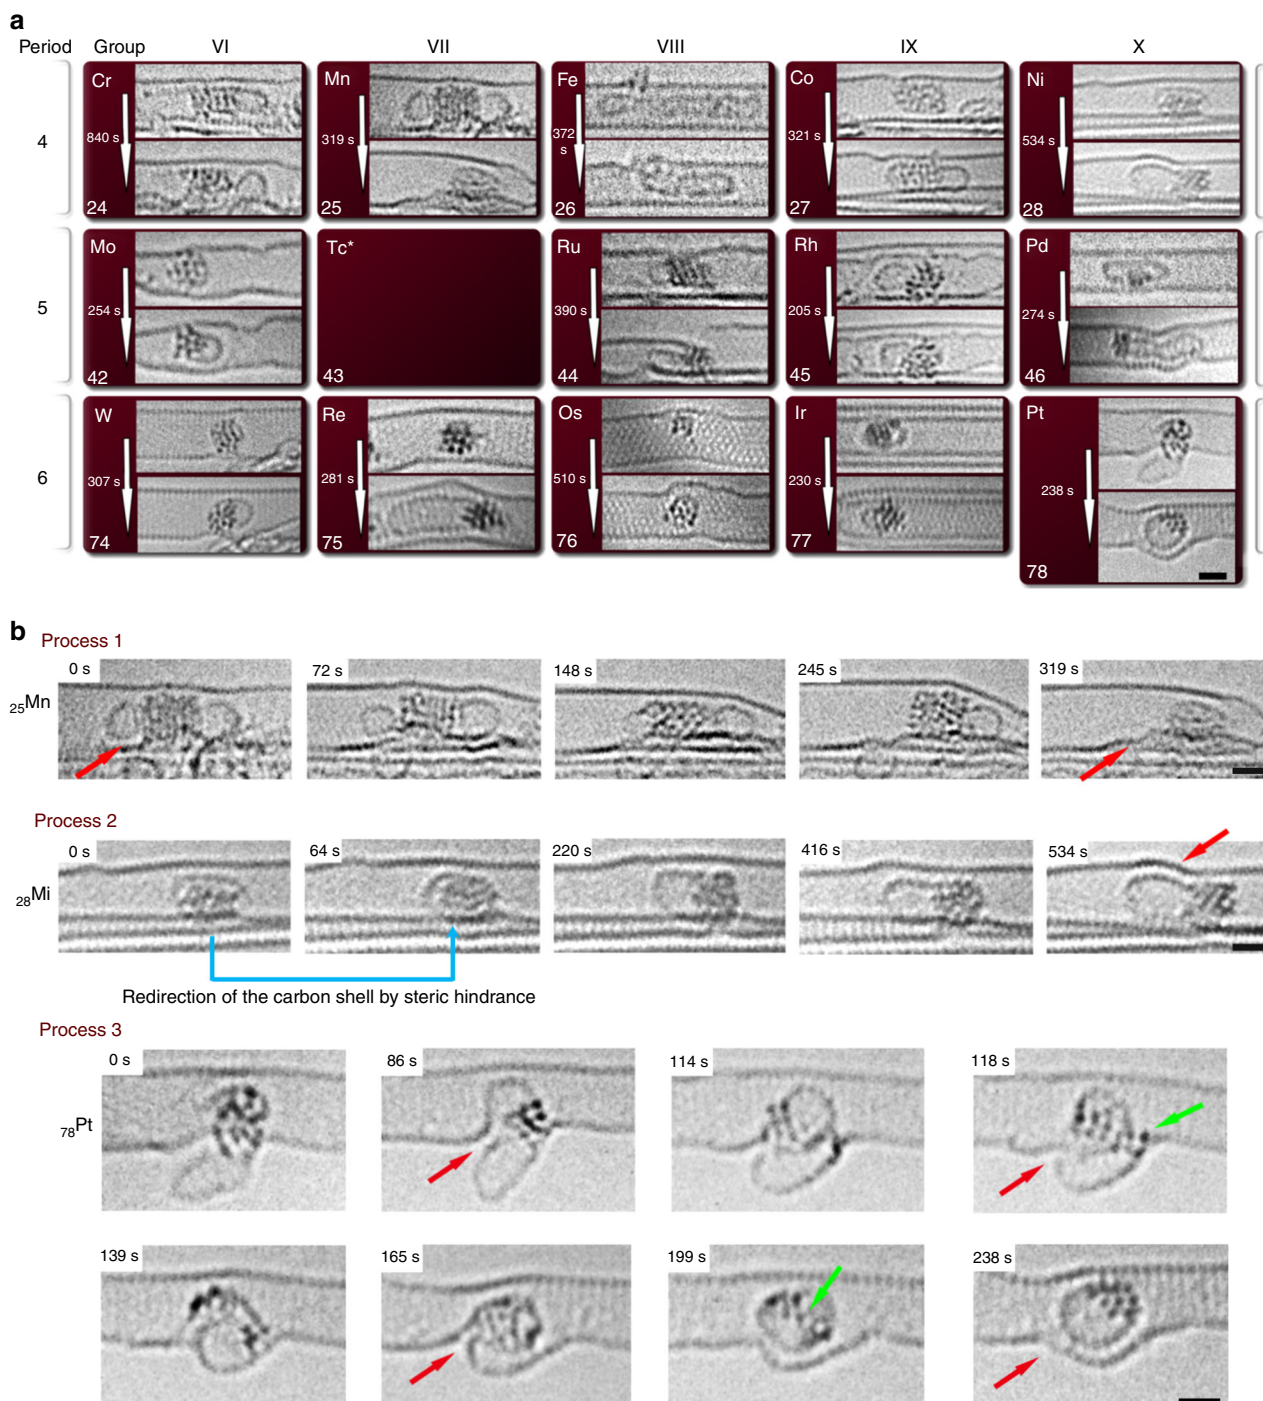 a
Period Group VI VII VIII IX X
4
Cr 840 s 24
Mn 319 s 25
Fe 372 s 26
Co 321 s 27
Ni 534 s 28
5
Mo 254 s 42
Tc* 43
Ru 390 s 44
Rh 205 s 45
Pd 274 s 46
6
W 307 s 74
Re 281 s 75
Os 510 s 76
Ir 230 s 77
Pt 238 s 78
b
Process 1
0 s 72 s 148 s 245 s 319 s
25Mn
Process 2
0 s 64 s 220 s 416 s 534 s
28Mi
Redirection of the carbon shell by steric hindrance
Process 3
0 s 86 s 114 s 118 s
78Pt
139 s 165 s 199 s 238 s